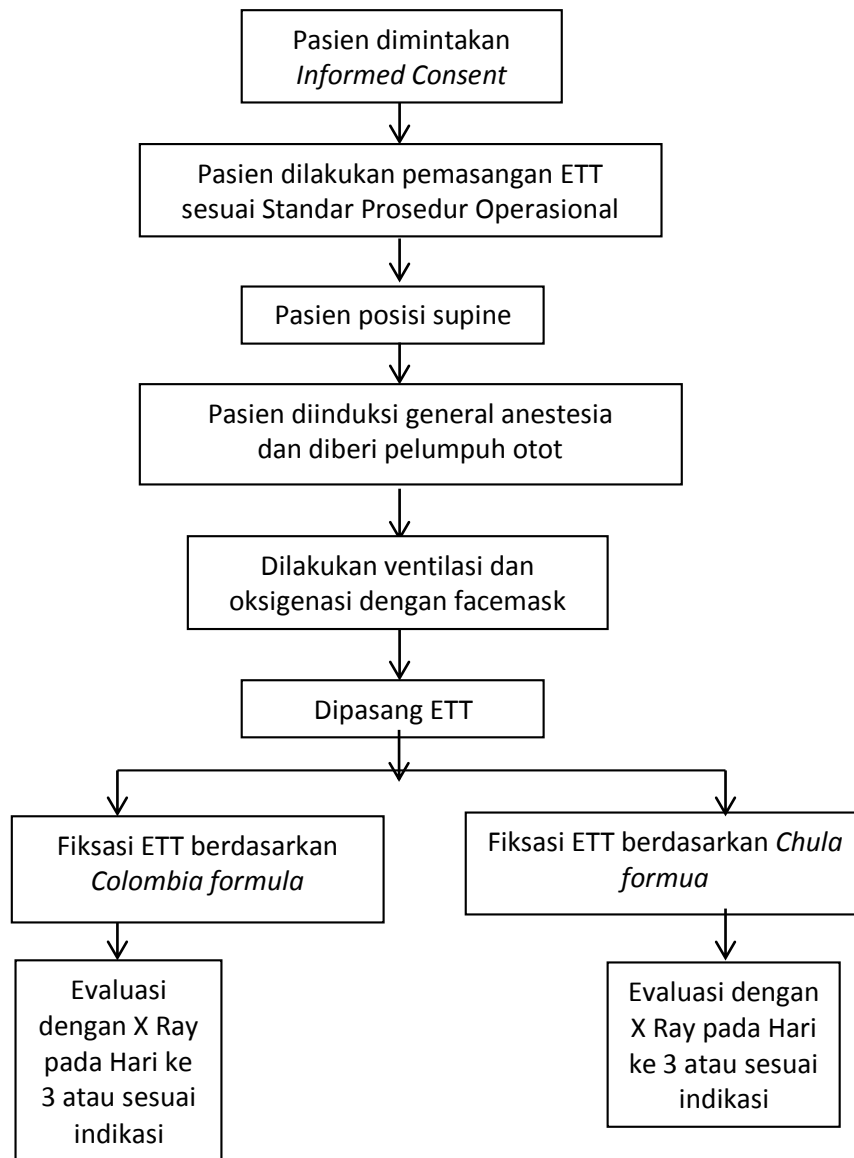 Pasien dimintakan
Informed Consent
Pasien dilakukan pemasangan ETT
sesuai Standar Prosedur Operasional
Pasien posisi supine
Pasien diinduksi general anestesia
dan diberi pelumpuh otot
Dilakukan ventilasi dan
oksigenasi dengan facemask
Dipasang ETT
Fiksasi ETT berdasarkan
Colombia formula
Fiksasi ETT berdasarkan Chula
formua
Evaluasi
dengan X Ray
pada Hari ke
3 atau sesuai
indikasi
Evaluasi dengan
X Ray pada Hari
ke 3 atau sesuai
indikasi